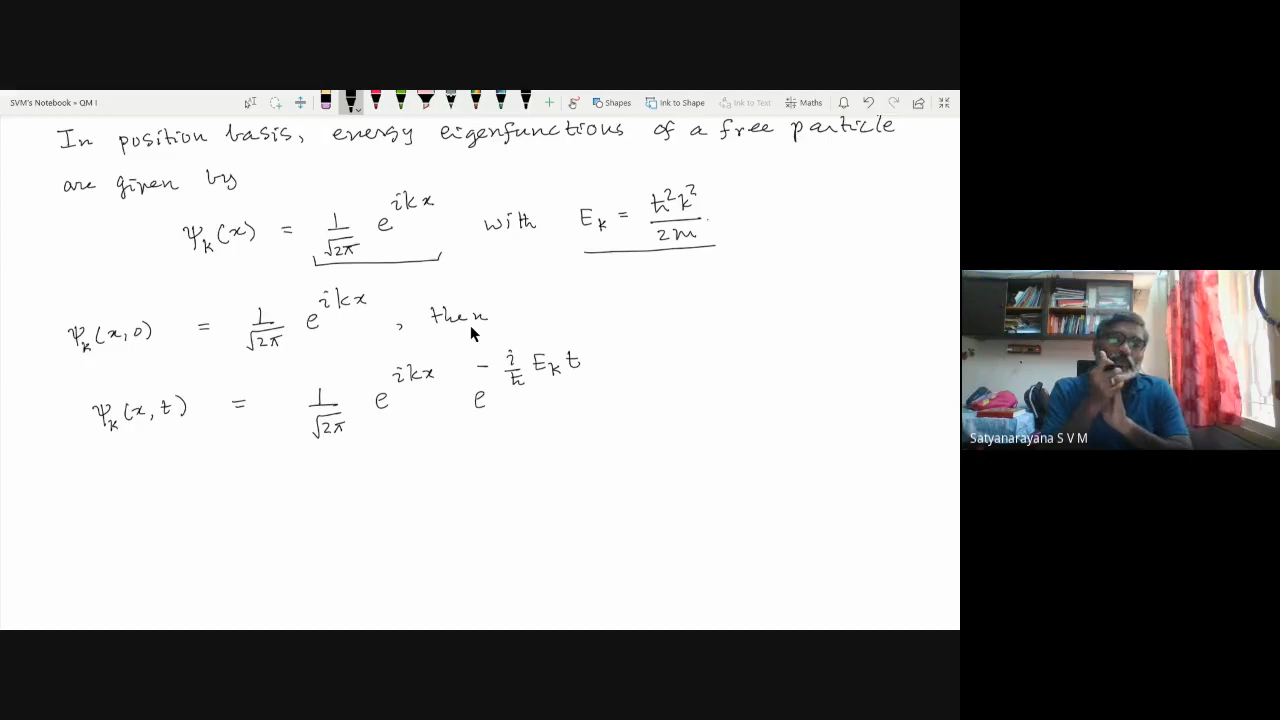 SVM's Notebook » QM I
Shapes Ink to Shape Ink to Text Maths
In position basis, energy eigenfunctions of a free particle
are given by
ψ_k(x) = 1/√2π e^{ikx} with E_k = ħ²k²/2m.
ψ_k(x,0) = 1/√2π e^{ikx}, then
ψ_k(x,t) = 1/√2π e^{ikx} e^{-i/ħ E_k t}
Satyanarayana S V M